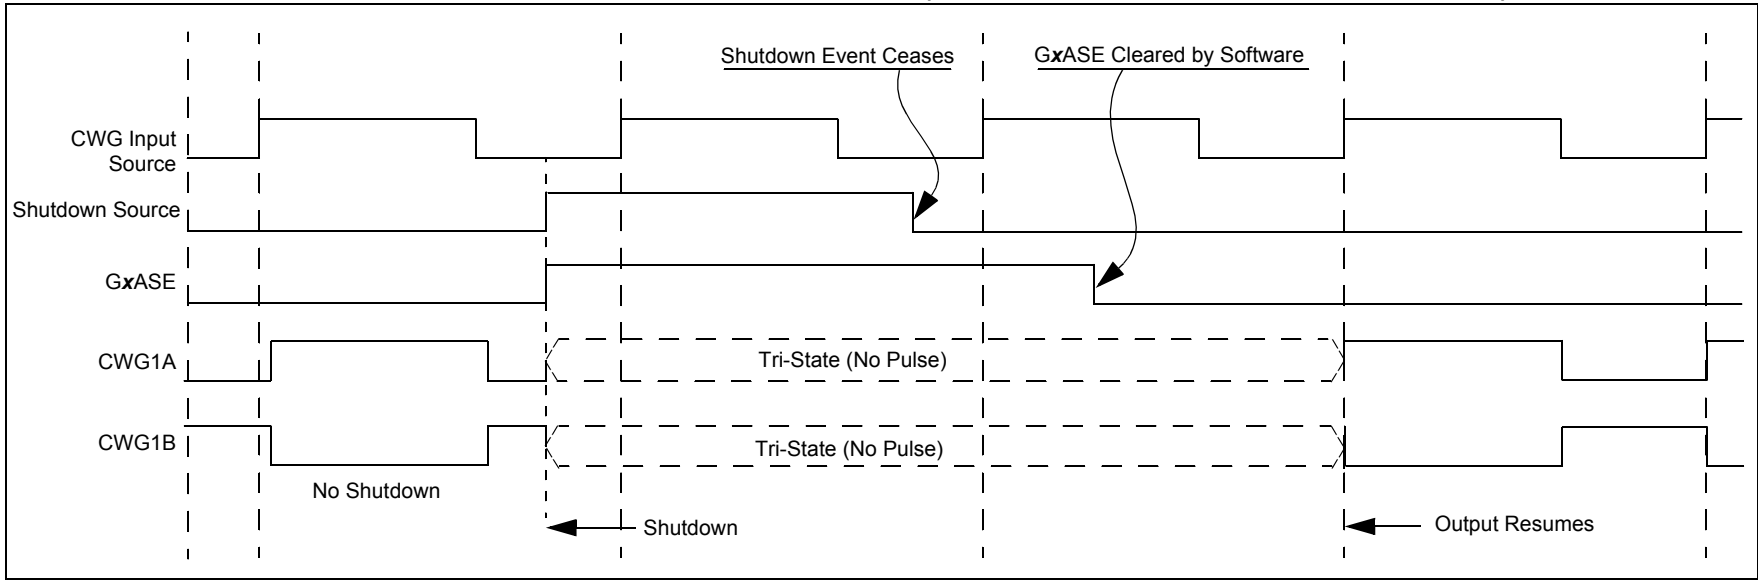 Shutdown Event Ceases
GxASE Cleared by Software
CWG Input
Source
Shutdown Source
GxASE
CWG1A
Tri-State (No Pulse)
CWG1B
Tri-State (No Pulse)
No Shutdown
Shutdown
Output Resumes